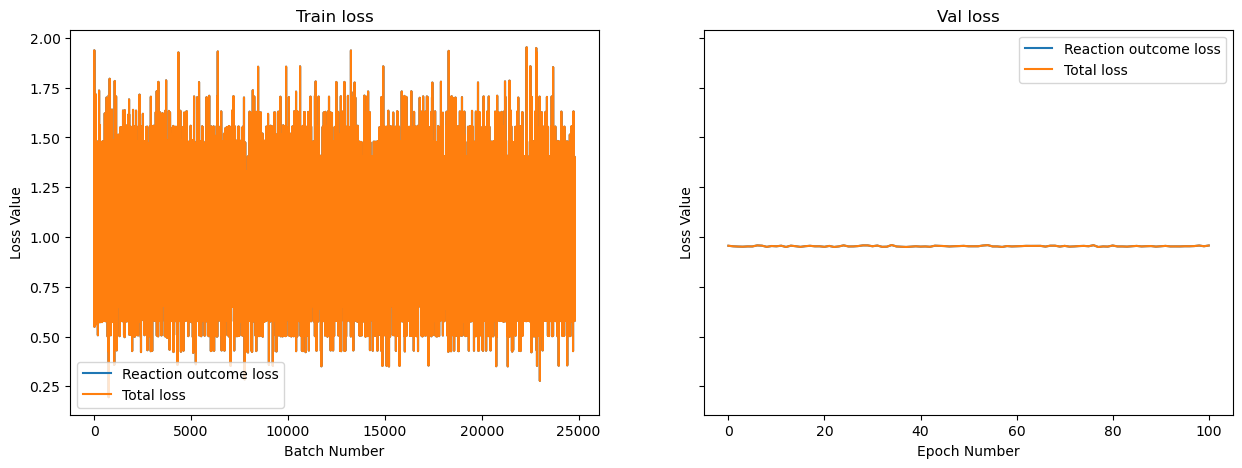 Train loss
Val loss
Loss Value
2.00
1.75
1.50
1.25
1.00
0.75
0.50
0.25
Reaction outcome loss
Total loss
0
5000
10000
15000
20000
25000
Batch Number
Loss Value
Reaction outcome loss
Total loss
0
20
40
60
80
100
Epoch Number